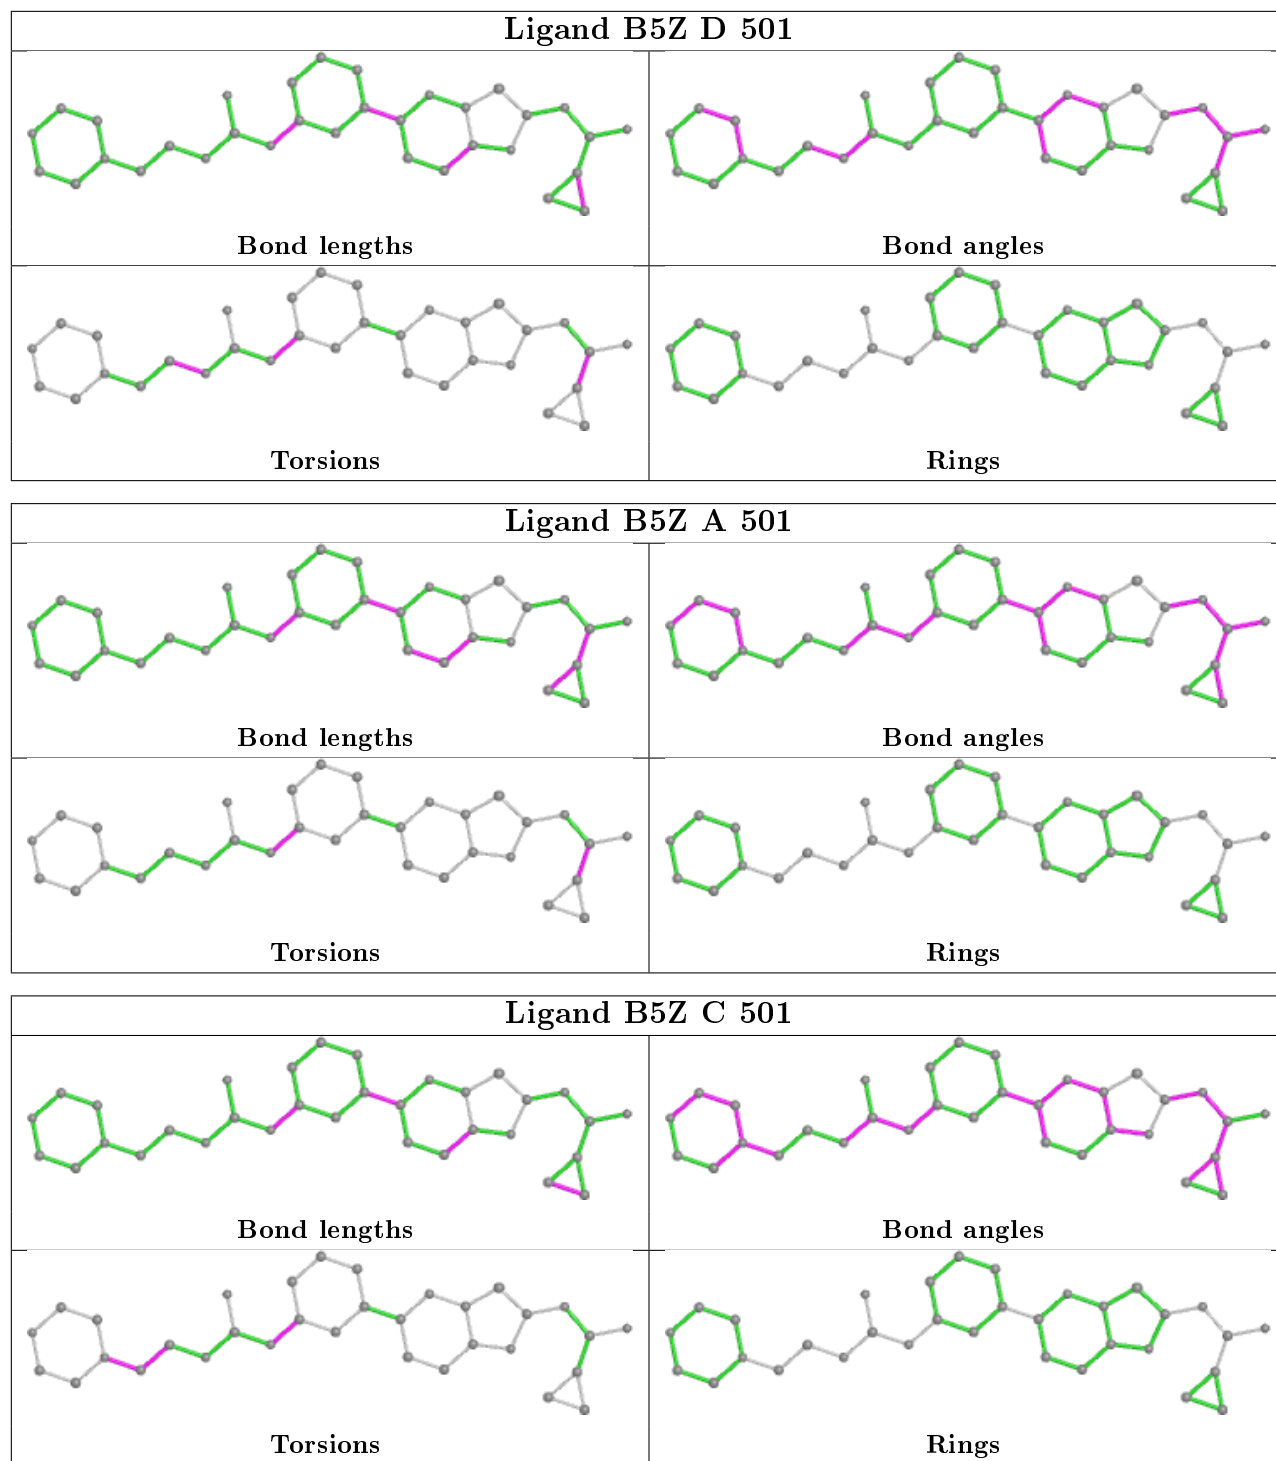 Ligand B5Z D 501
Bond lengths
Bond angles
Torsions
Rings
Ligand B5Z A 501
Bond lengths
Bond angles
Torsions
Rings
Ligand B5Z C 501
Bond lengths
Bond angles
Torsions
Rings